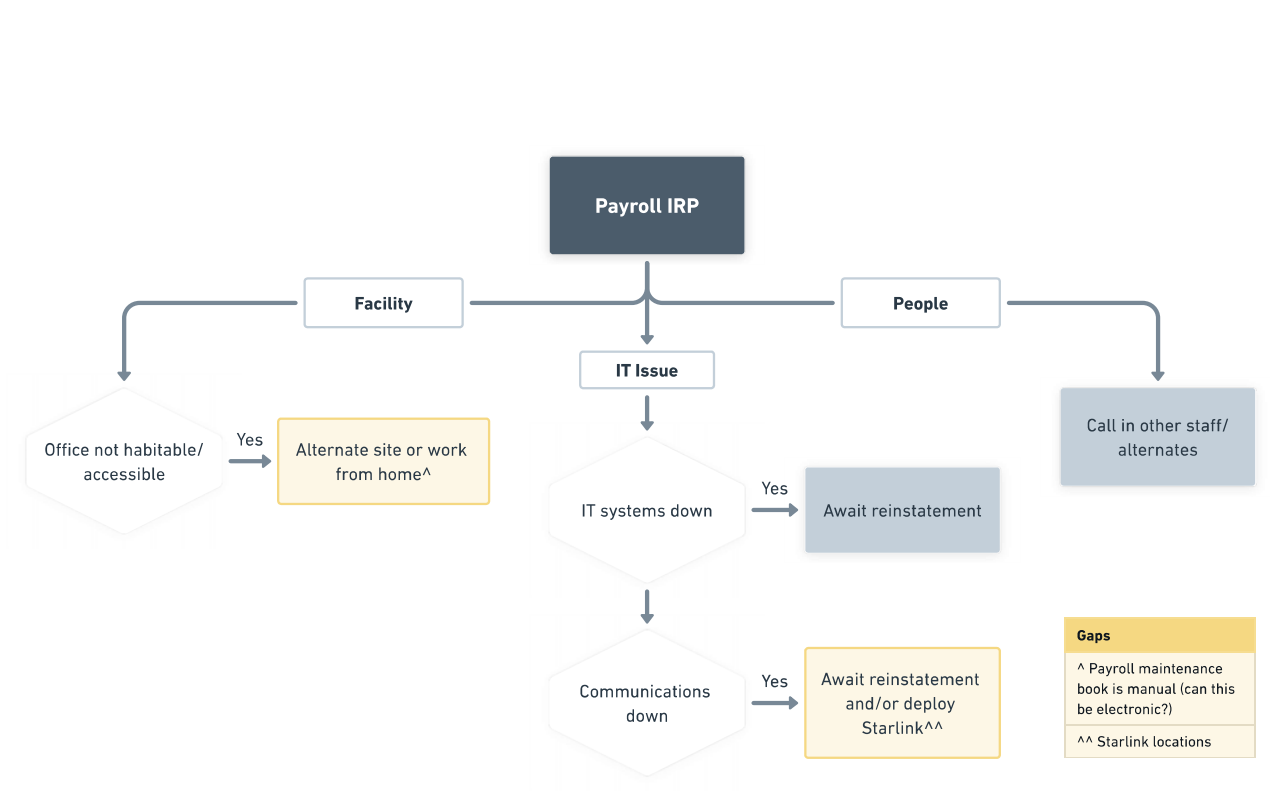 Payroll IRP
Facility
People
IT Issue
Office not habitable/
accessible
Yes
Alternate site or work
from home^
Call in other staff/
alternates
IT systems down
Yes
Await reinstatement
Communications
down
Yes
Await reinstatement
and/or deploy
Starlink^^
Gaps
^ Payroll maintenance
book is manual (can this
be electronic?)
^^ Starlink locations